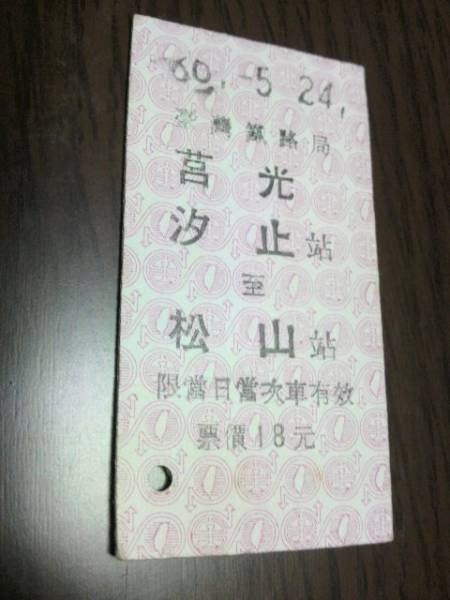 69.-5 24.
臺灣鐵路局
莒光
汐止站
至
松山站
限當日當次車有效
票價18元